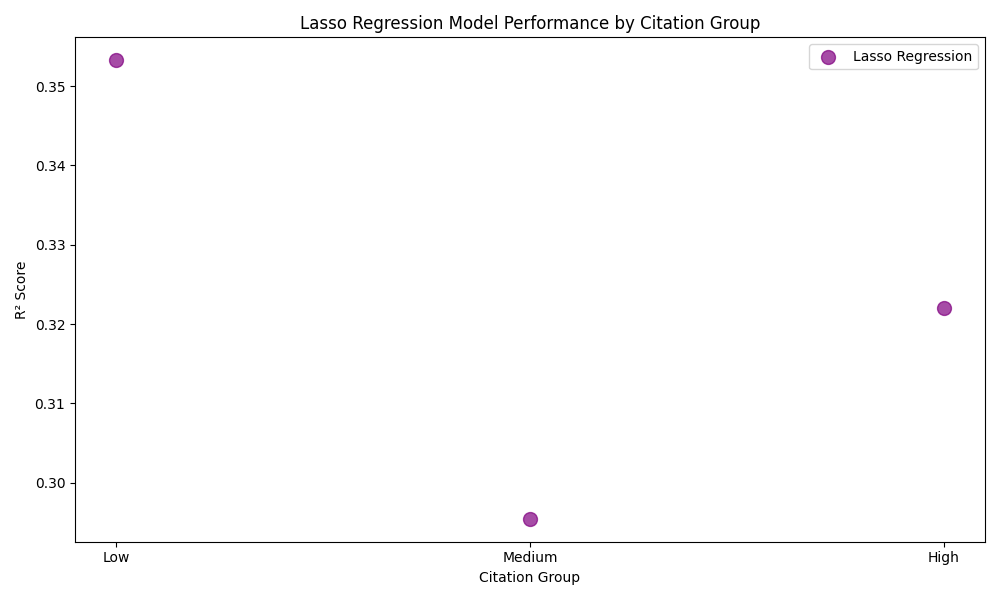 Lasso Regression Model Performance by Citation Group
Lasso Regression
0.35
0.34
0.33
0.32
0.31
0.30
R² Score
Low
Medium
High
Citation Group